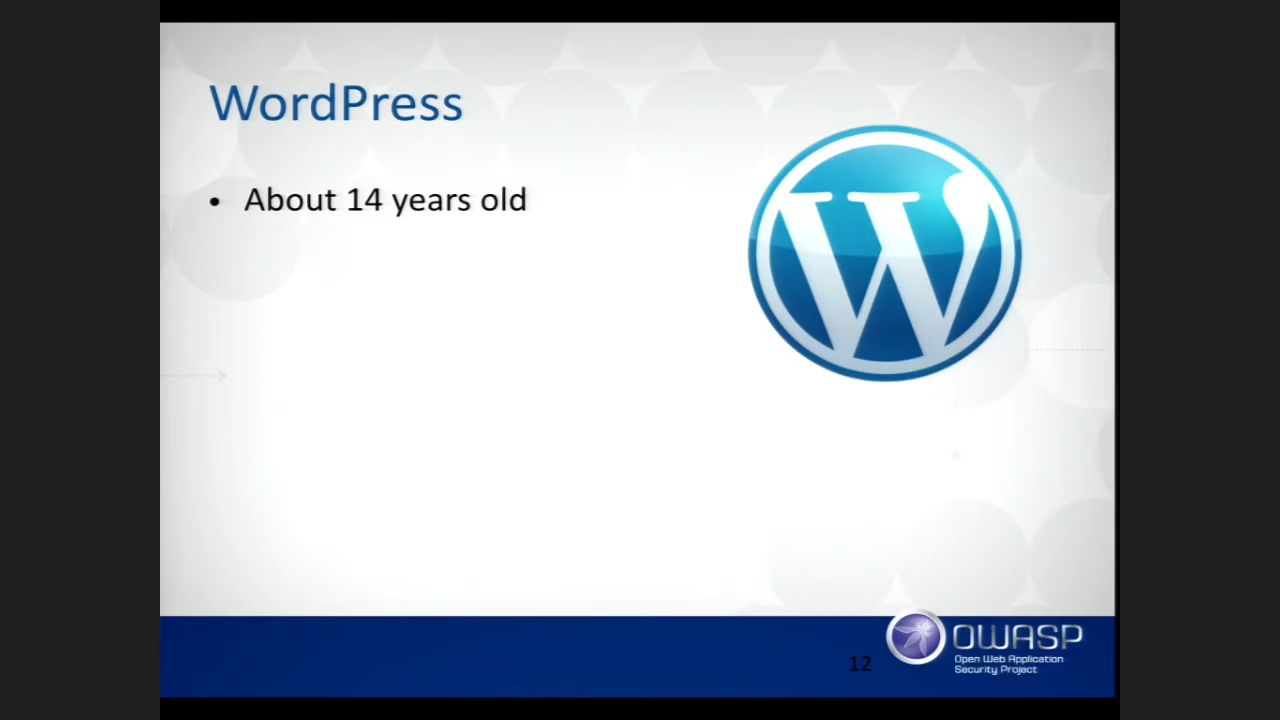 WordPress
• About 14 years old
W
12
OWASP
Open Web Application
Security Project